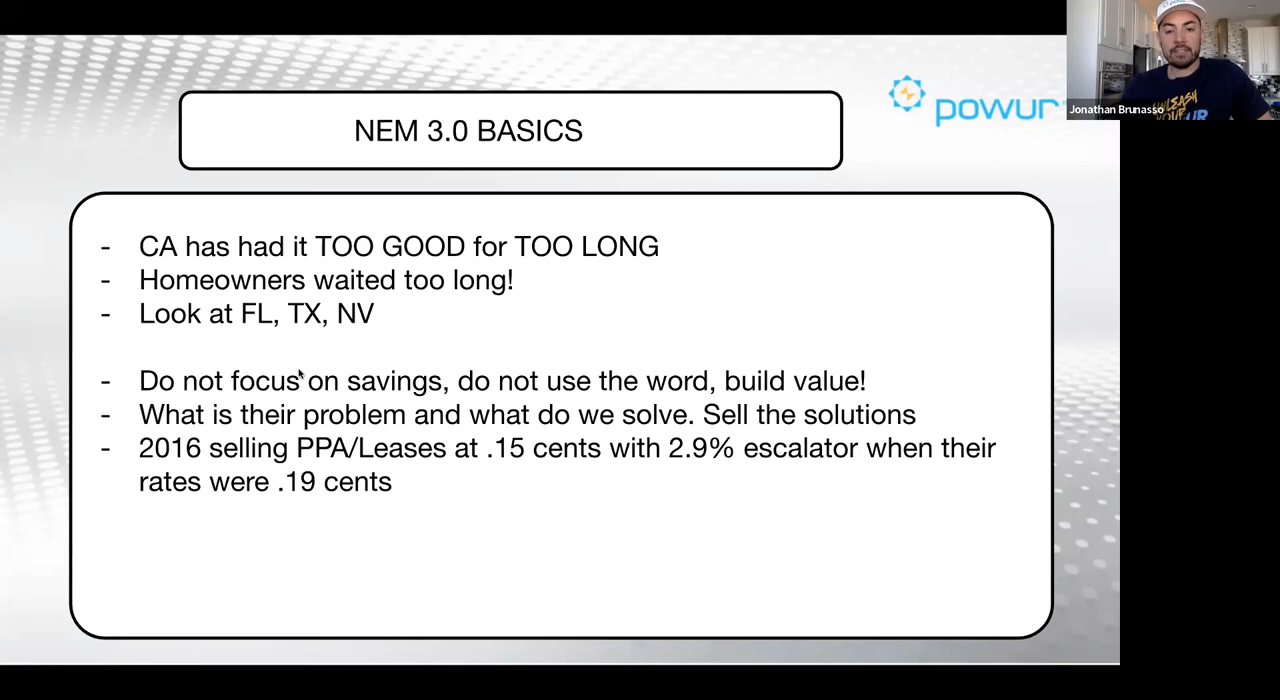 NEM 3.0 BASICS
powur
Jonathan Brunasso
- CA has had it TOO GOOD for TOO LONG
- Homeowners waited too long!
- Look at FL, TX, NV
- Do not focus on savings, do not use the word, build value!
- What is their problem and what do we solve. Sell the solutions
- 2016 selling PPA/Leases at .15 cents with 2.9% escalator when their
rates were .19 cents